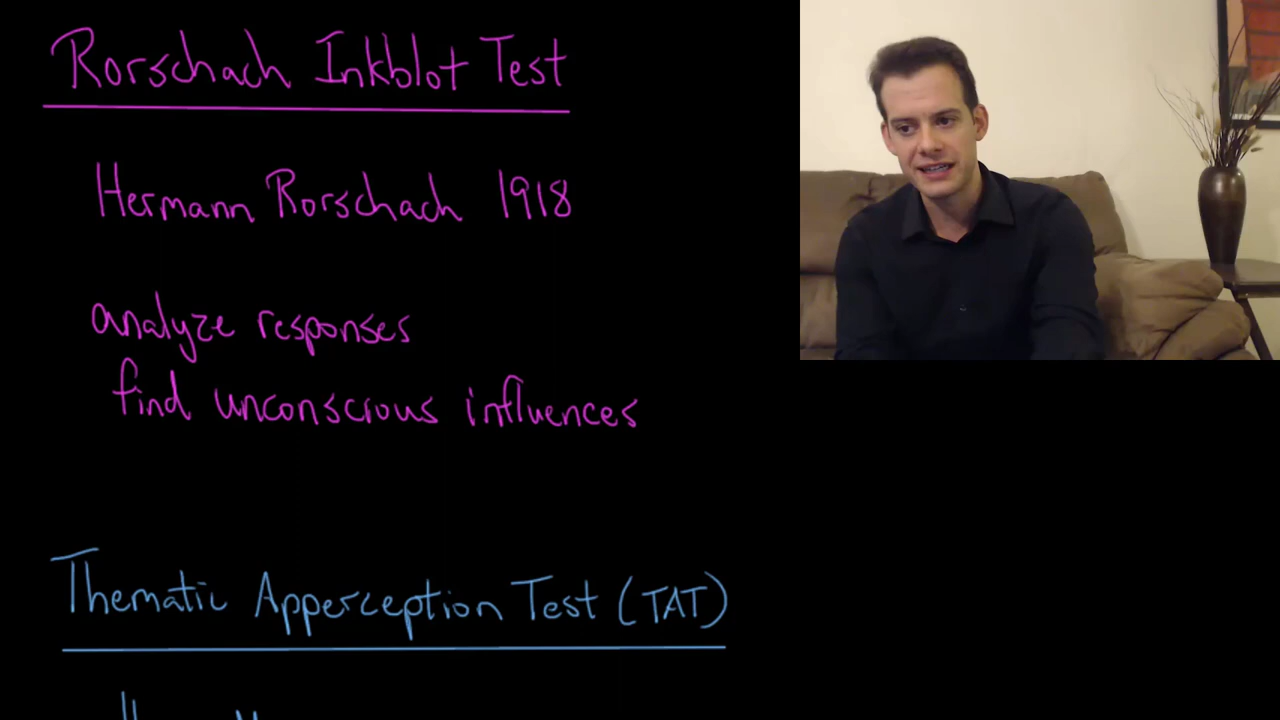 Rorschach Inkblot Test
Hermann Rorschach 1918
analyze responses
find unconscious influences
Thematic Apperception Test (TAT)